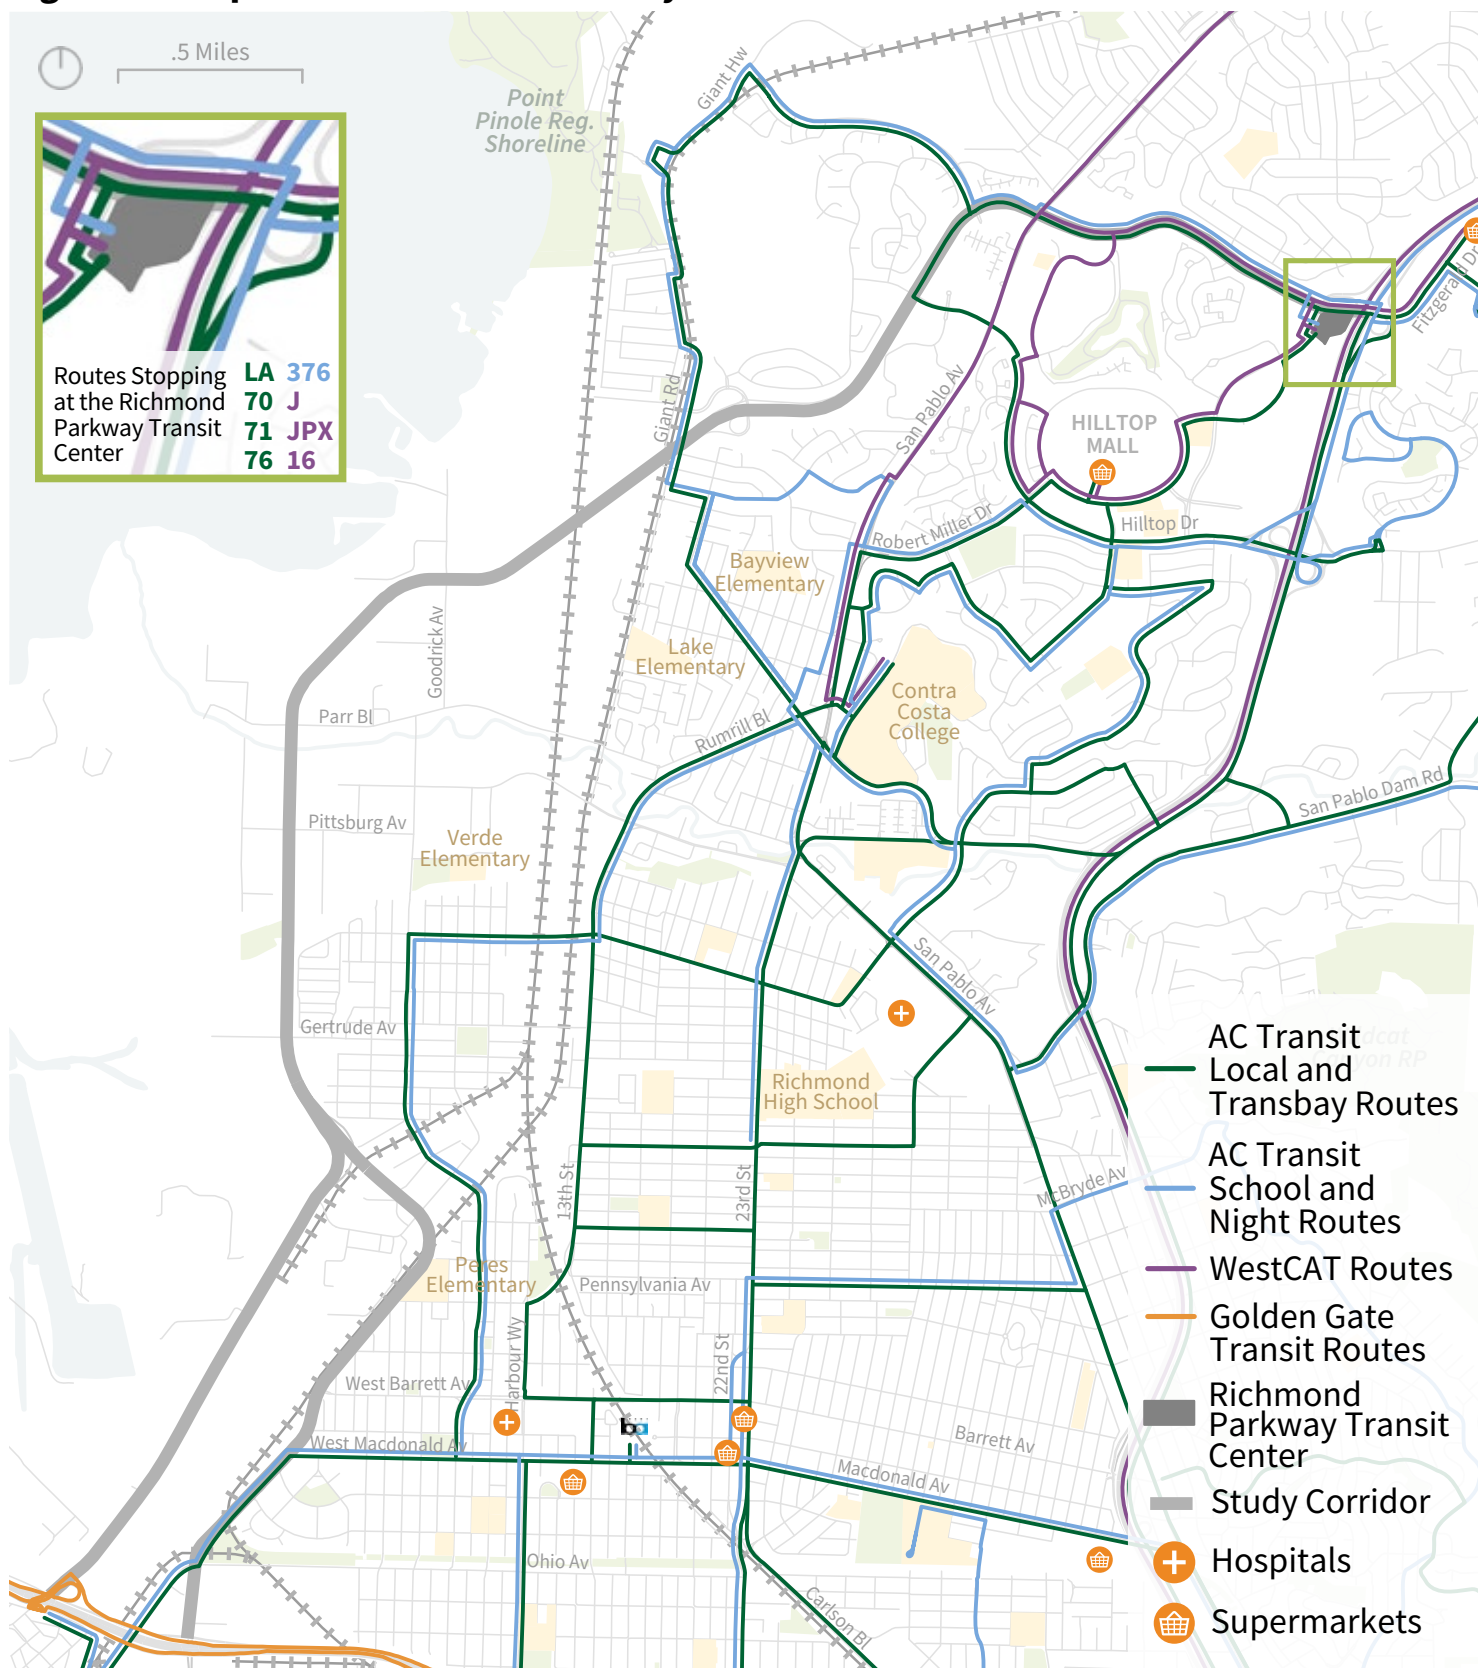 .5 Miles
Point
Pinole Reg.
Shoreline
Giant Hw
Routes Stopping
at the Richmond
Parkway Transit
Center
LA 376
70 J
71 JPX
76 16
Giant Rd
San Pablo Av
Fitzgerald Dr
HILLTOP
MALL
Robert Miller Dr
Hilltop Dr
Bayview
Elementary
Goodrick Av
Lake
Elementary
Contra
Costa
College
Parr Bl
Rumrill Bl
San Pablo Dam Rd
Pittsburg Av
Verde
Elementary
San Pablo Av
Gertrude Av
Richmond
High School
13th St
23rd St
McBryde Av
Peres
Elementary
Pennsylvania Av
Harbour Wy
22nd St
West Barrett Av
West Macdonald Av
Barrett Av
Macdonald Av
Ohio Av
Carlson Bl
AC Transit
Local and
Transbay Routes
AC Transit
School and
Night Routes
WestCAT Routes
Golden Gate
Transit Routes
Richmond
Parkway Transit
Center
Study Corridor
Hospitals
Supermarkets